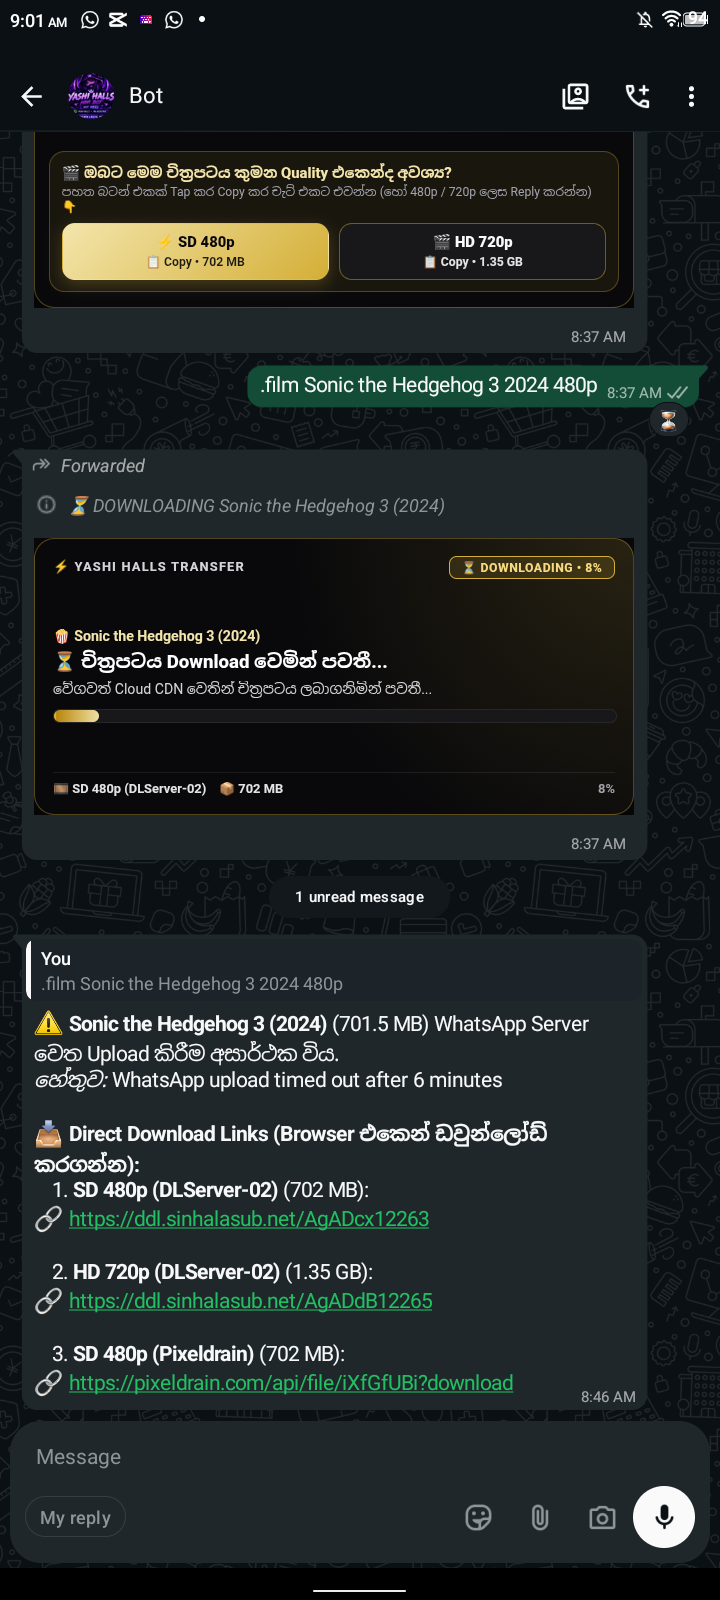 9:01 AM
94
YASHI HALLS
Bot
🎬 ඔබට මෙම චිත්‍රපටය කුමන Quality එකෙන්ද අවශ්‍ය?
පහත බටන් එකක් Tap කර Copy කර චැට් එකට එවන්න (හෝ 480p / 720p ලෙස Reply කරන්න)
👇
⚡ SD 480p
📋 Copy • 702 MB
🎬 HD 720p
📋 Copy • 1.35 GB
8:37 AM
.film Sonic the Hedgehog 3 2024 480p 8:37 AM
⏳
Forwarded
⏳ DOWNLOADING Sonic the Hedgehog 3 (2024)
⚡ YASHI HALLS TRANSFER
⏳ DOWNLOADING • 8%
🍿 Sonic the Hedgehog 3 (2024)
⏳ චිත්‍රපටය Download වෙමින් පවතී...
වේගවත් Cloud CDN වෙතින් චිත්‍රපටය ලබාගනිමින් පවතී...
🎞️ SD 480p (DLServer-02) 📦 702 MB
8%
8:37 AM
1 unread message
You
.film Sonic the Hedgehog 3 2024 480p
⚠️ Sonic the Hedgehog 3 (2024) (701.5 MB) WhatsApp Server
වෙත Upload කිරීම අසාර්ථක විය.
හේතුව: WhatsApp upload timed out after 6 minutes
📥 Direct Download Links (Browser එකෙන් ඩවුන්ලෝඩ්
කරගන්න):
1. SD 480p (DLServer-02) (702 MB):
🔗 https://ddl.sinhalasub.net/AgADcx12263
2. HD 720p (DLServer-02) (1.35 GB):
🔗 https://ddl.sinhalasub.net/AgADdB12265
3. SD 480p (Pixeldrain) (702 MB):
🔗 https://pixeldrain.com/api/file/iXfGfUBi?download
8:46 AM
Message
My reply